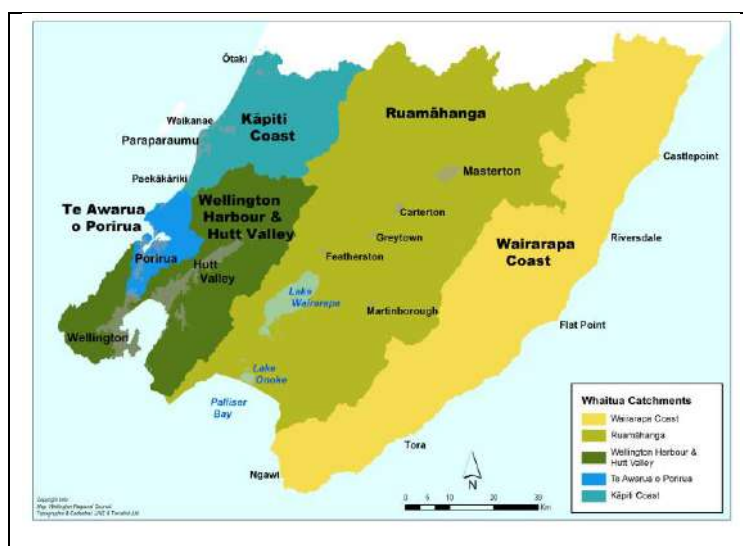 Ōtaki
Kāpiti
Coast
Waikanae
Paraparaumu
Paekākāriki
Ruamāhanga
Castlepoint
Masterton
Te Awarua
o Porirua
Wellington
Harbour &
Hutt Valley
Carterton
Greytown
Riversdale
Wairarapa
Coast
Porirua
Hutt
Valley
Featherston
Lake
Wairarapa
Martinborough
Flat Point
Wellington
Lake
Onoke
Palliser
Bay
Tora
Ngawi
N
0 5 10 20 30
Km
Whaitua Catchments
Wairarapa Coast
Ruamāhanga
Wellington Harbour &
Hutt Valley
Te Awarua o Porirua
Kāpiti Coast